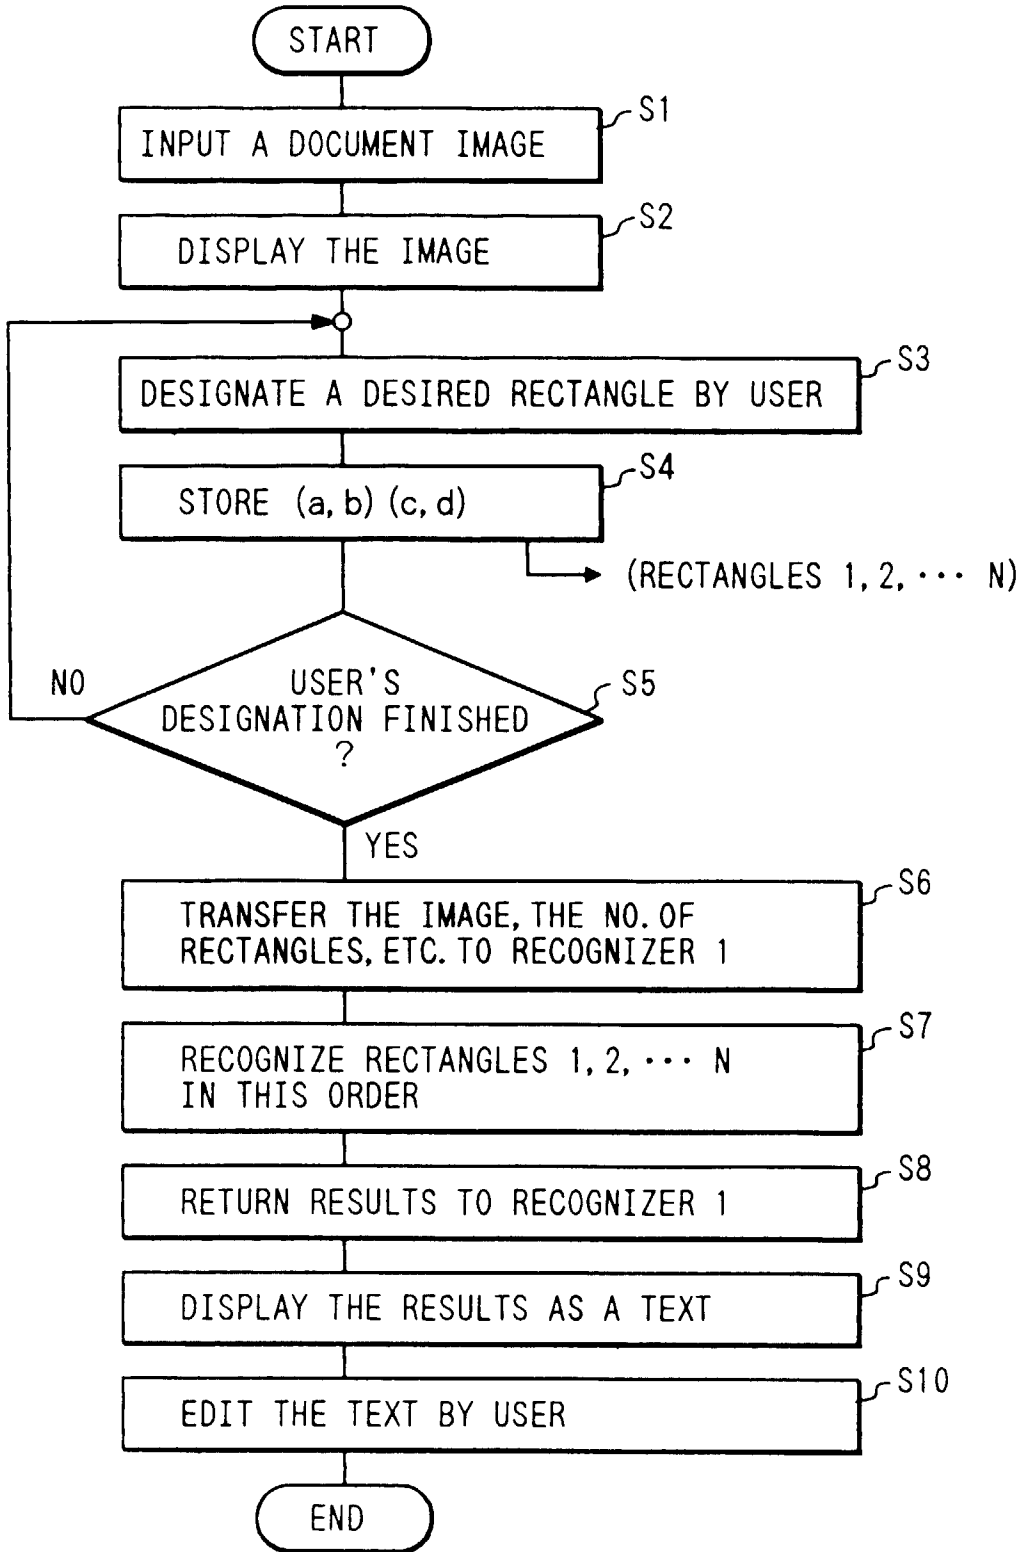 START
S1
INPUT A DOCUMENT IMAGE
S2
DISPLAY THE IMAGE
S3
DESIGNATE A DESIRED RECTANGLE BY USER
S4
STORE (a, b) (c, d)
(RECTANGLES 1, 2, ··· N)
NO
USER'S
DESIGNATION FINISHED
?
S5
YES
S6
TRANSFER THE IMAGE, THE NO. OF
RECTANGLES, ETC. TO RECOGNIZER 1
S7
RECOGNIZE RECTANGLES 1, 2, ··· N
IN THIS ORDER
S8
RETURN RESULTS TO RECOGNIZER 1
S9
DISPLAY THE RESULTS AS A TEXT
S10
EDIT THE TEXT BY USER
END